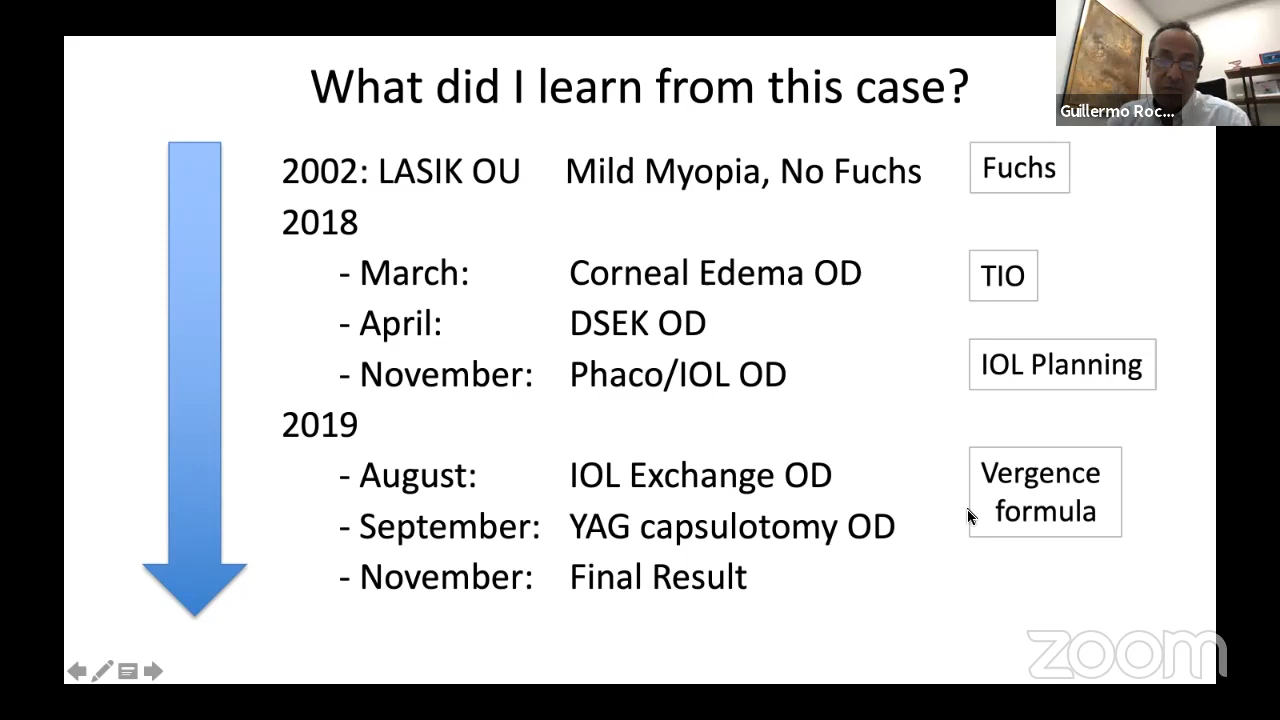 What did I learn from this case?
Guillermo Roc...
2002: LASIK OU Mild Myopia, No Fuchs
Fuchs
2018
- March: Corneal Edema OD
TIO
- April: DSEK OD
- November: Phaco/IOL OD
IOL Planning
2019
- August: IOL Exchange OD
Vergence
formula
- September: YAG capsulotomy OD
- November: Final Result
zoom